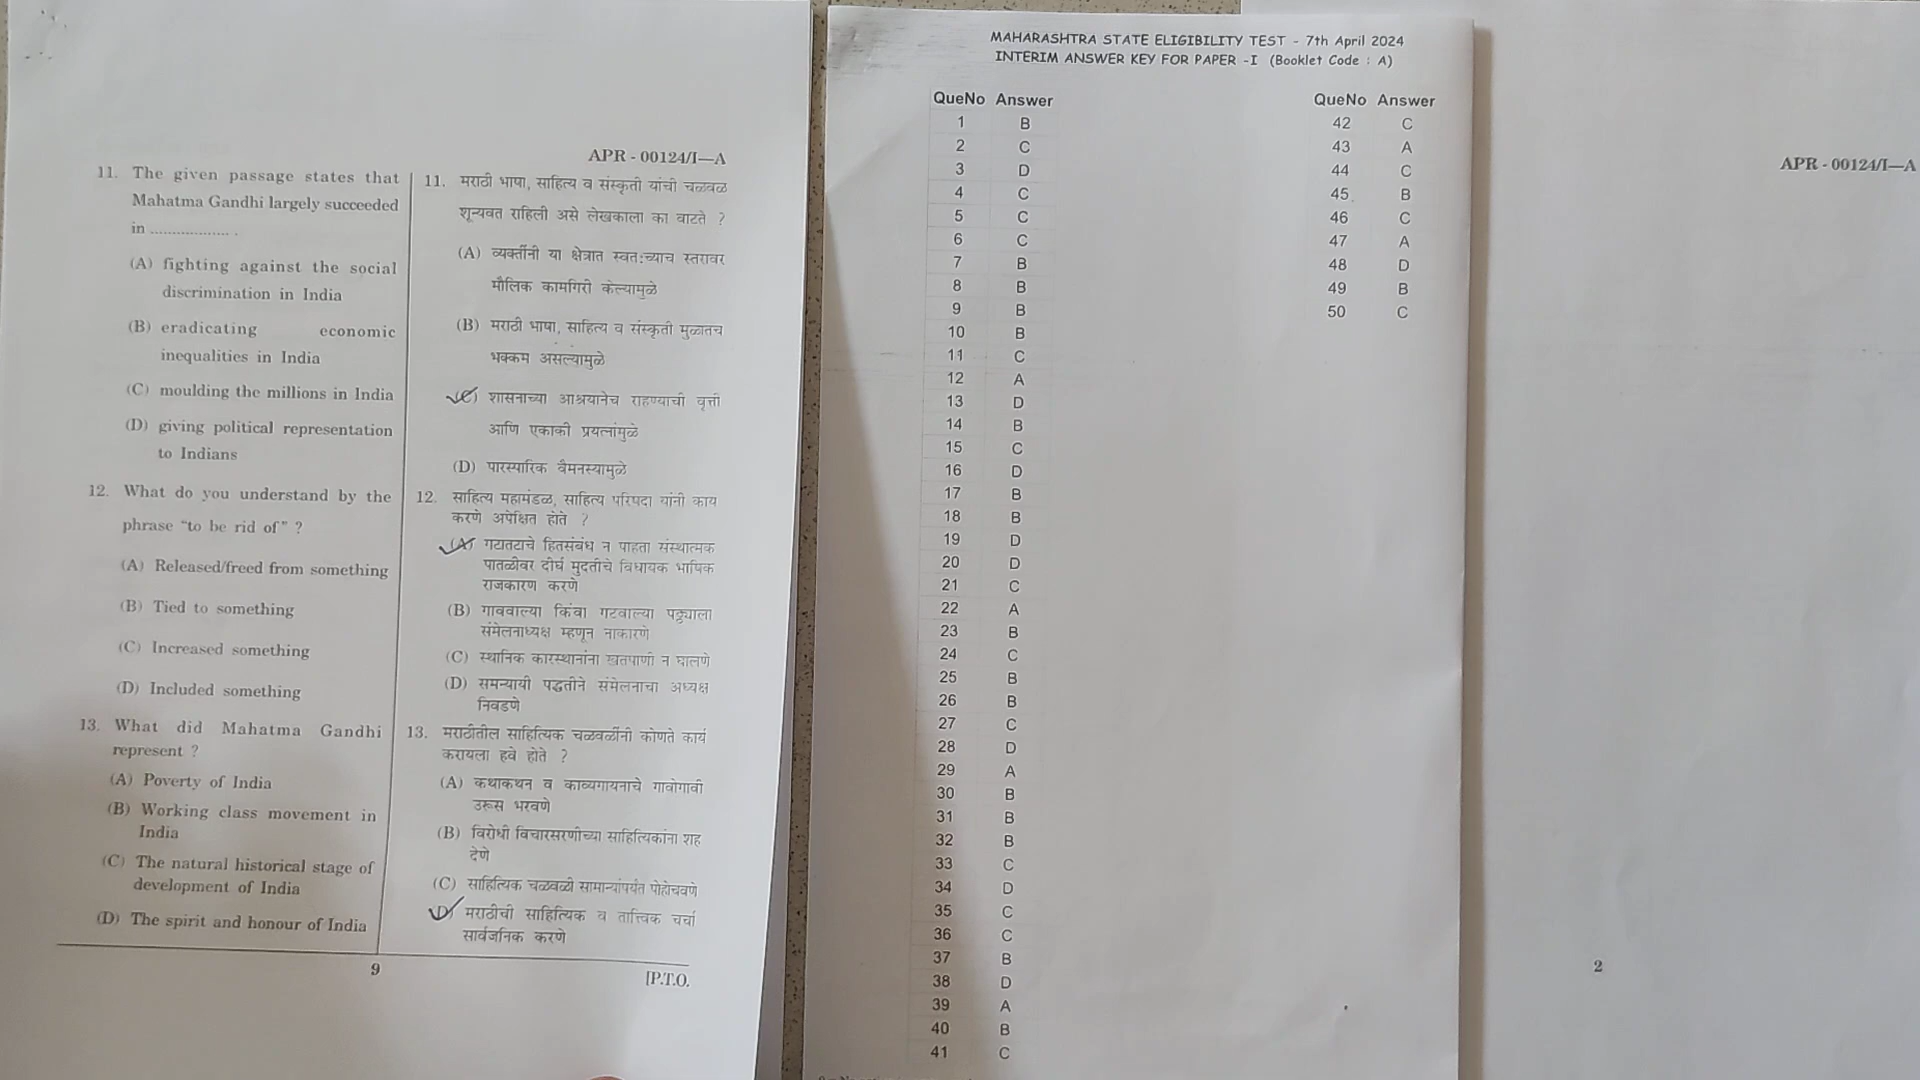 APR - 00124/I—A
11. The given passage states that
Mahatma Gandhi largely succeeded
in .................. .
(A) fighting against the social
discrimination in India
(B) eradicating economic
inequalities in India
(C) moulding the millions in India
(D) giving political representation
to Indians
12. What do you understand by the
phrase “to be rid of” ?
(A) Released/freed from something
(B) Tied to something
(C) Increased something
(D) Included something
13. What did Mahatma Gandhi
represent ?
(A) Poverty of India
(B) Working class movement in
India
(C) The natural historical stage of
development of India
(D) The spirit and honour of India
11. मराठी भाषा, साहित्य व संस्कृती यांची चळवळ
शून्यवत राहिली असे लेखकाला का वाटते ?
(A) व्यक्तींनी या क्षेत्रात स्वतःच्याच स्तरावर
मौलिक कामगिरी केल्यामुळे
(B) मराठी भाषा, साहित्य व संस्कृती मुळातच
भक्कम असल्यामुळे
(C) शासनाच्या आश्रयानेच राहण्याची वृत्ती
आणि एकाकी प्रयत्नांमुळे
(D) पारस्पारिक वैमनस्यामुळे
12. साहित्य महामंडळ, साहित्य परिषदा यांनी काय
करणे अपेक्षित होते ?
(A) गटातटाचे हितसंबंध न पाहता संस्थात्मक
पातळीवर दीर्घ मुदतीचे विधायक भाषिक
राजकारण करणे
(B) गाववाल्या किंवा गटवाल्या पठ्ठ्याला
संमेलनाध्यक्ष म्हणून नाकारणे
(C) स्थानिक कारस्थानांना खतपाणी न घालणे
(D) समन्यायी पद्धतीने संमेलनाचा अध्यक्ष
निवडणे
13. मराठीतील साहित्यिक चळवळींनी कोणते कार्य
करायला हवे होते ?
(A) कथाकथन व काव्यगायनाचे गावोगावी
उरूस भरवणे
(B) विरोधी विचारसरणीच्या साहित्यिकांना शह
देणे
(C) साहित्यिक चळवळी सामान्यांपर्यंत पोहोचवणे
(D) मराठीची साहित्यिक व तात्त्विक चर्चा
सार्वजनिक करणे
9
[P.T.O.
MAHARASHTRA STATE ELIGIBILITY TEST - 7th April 2024
INTERIM ANSWER KEY FOR PAPER -I (Booklet Code : A)
QueNo Answer
1 B
2 C
3 D
4 C
5 C
6 C
7 B
8 B
9 B
10 B
11 C
12 A
13 D
14 B
15 C
16 D
17 B
18 B
19 D
20 D
21 C
22 A
23 B
24 C
25 B
26 B
27 C
28 D
29 A
30 B
31 B
32 B
33 C
34 D
35 C
36 C
37 B
38 D
39 A
40 B
41 C
QueNo Answer
42 C
43 A
44 C
45 B
46 C
47 A
48 D
49 B
50 C
APR - 00124/I—A
2